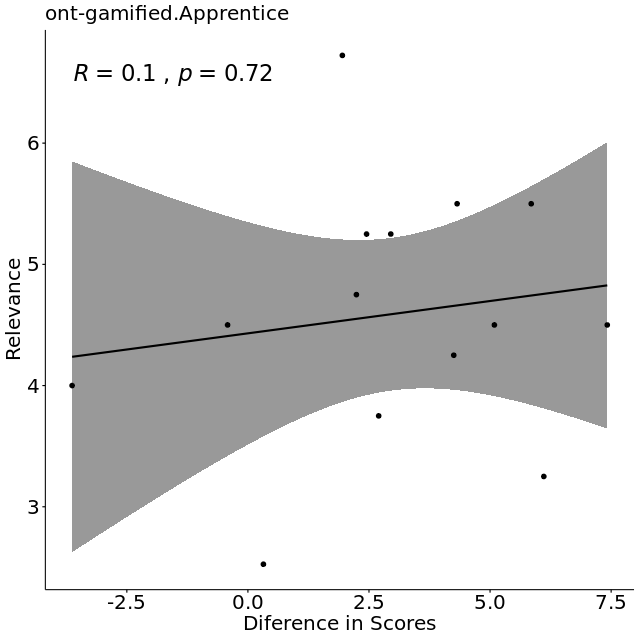 ont-gamified.Apprentice
R = 0.1 , p = 0.72
6
5
4
3
Relevance
-2.5 0.0 2.5 5.0 7.5
Diference in Scores